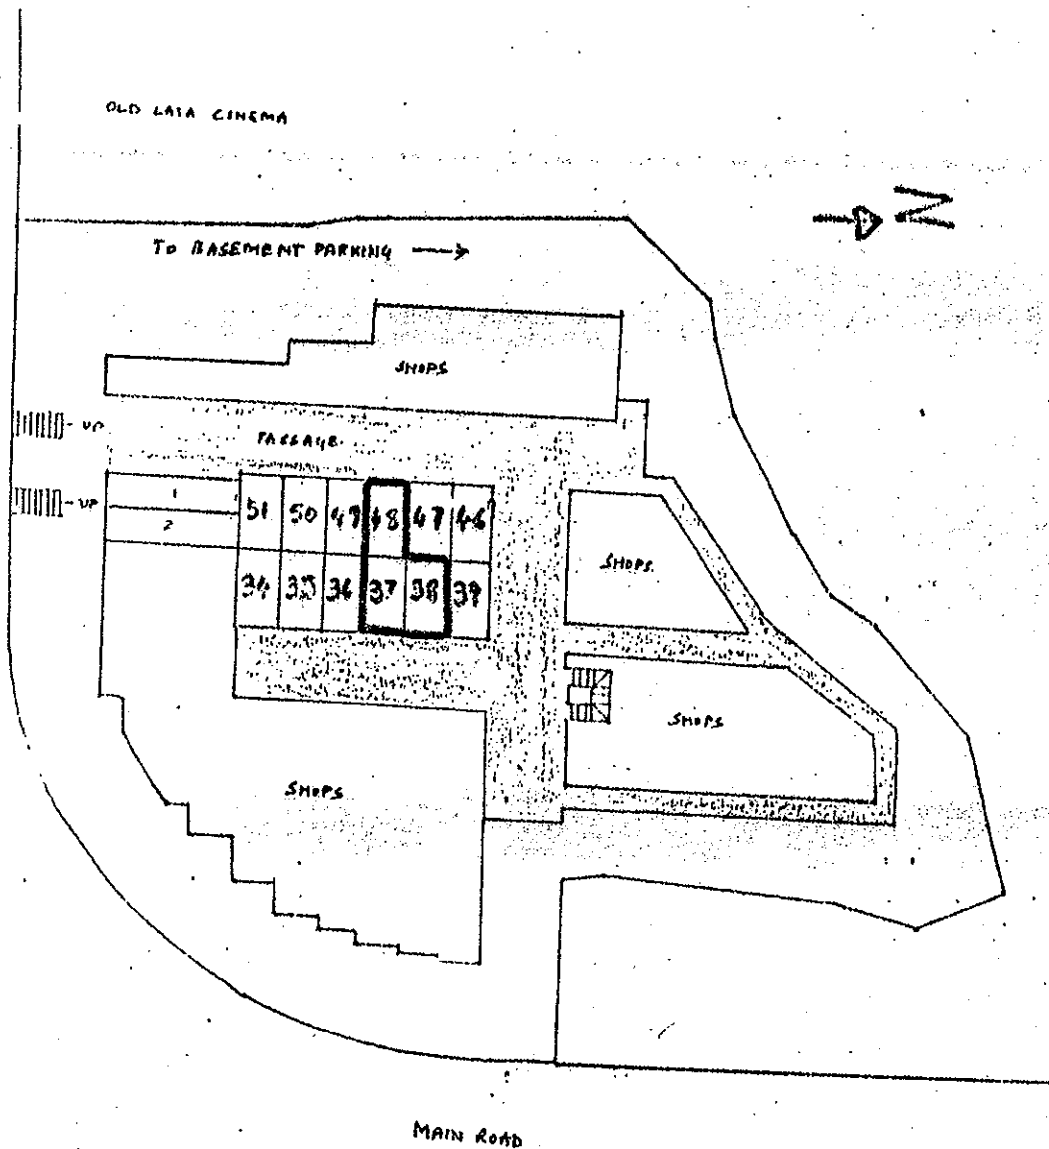 OLD LATA CINEMA
N
TO BASEMENT PARKING
SHOPS
UP
PASSAGE
UP
1
2
51 50 49 48 47 46
34 35 36 37 38 39
SHOPS
SHOPS
SHOPS
MAIN ROAD